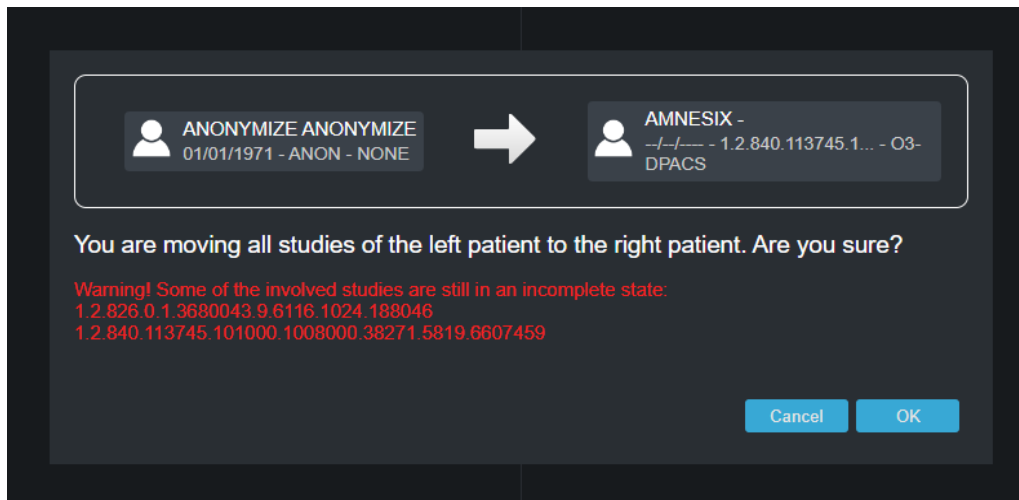 ANONYMIZE ANONYMIZE
01/01/1971 - ANON - NONE
AMNESIX -
--/--/---- - 1.2.840.113745.1... - O3-
DPACS
You are moving all studies of the left patient to the right patient. Are you sure?
Warning! Some of the involved studies are still in an incomplete state:
1.2.826.0.1.3680043.9.6116.1024.188046
1.2.840.113745.101000.1008000.38271.5819.6607459
Cancel
OK